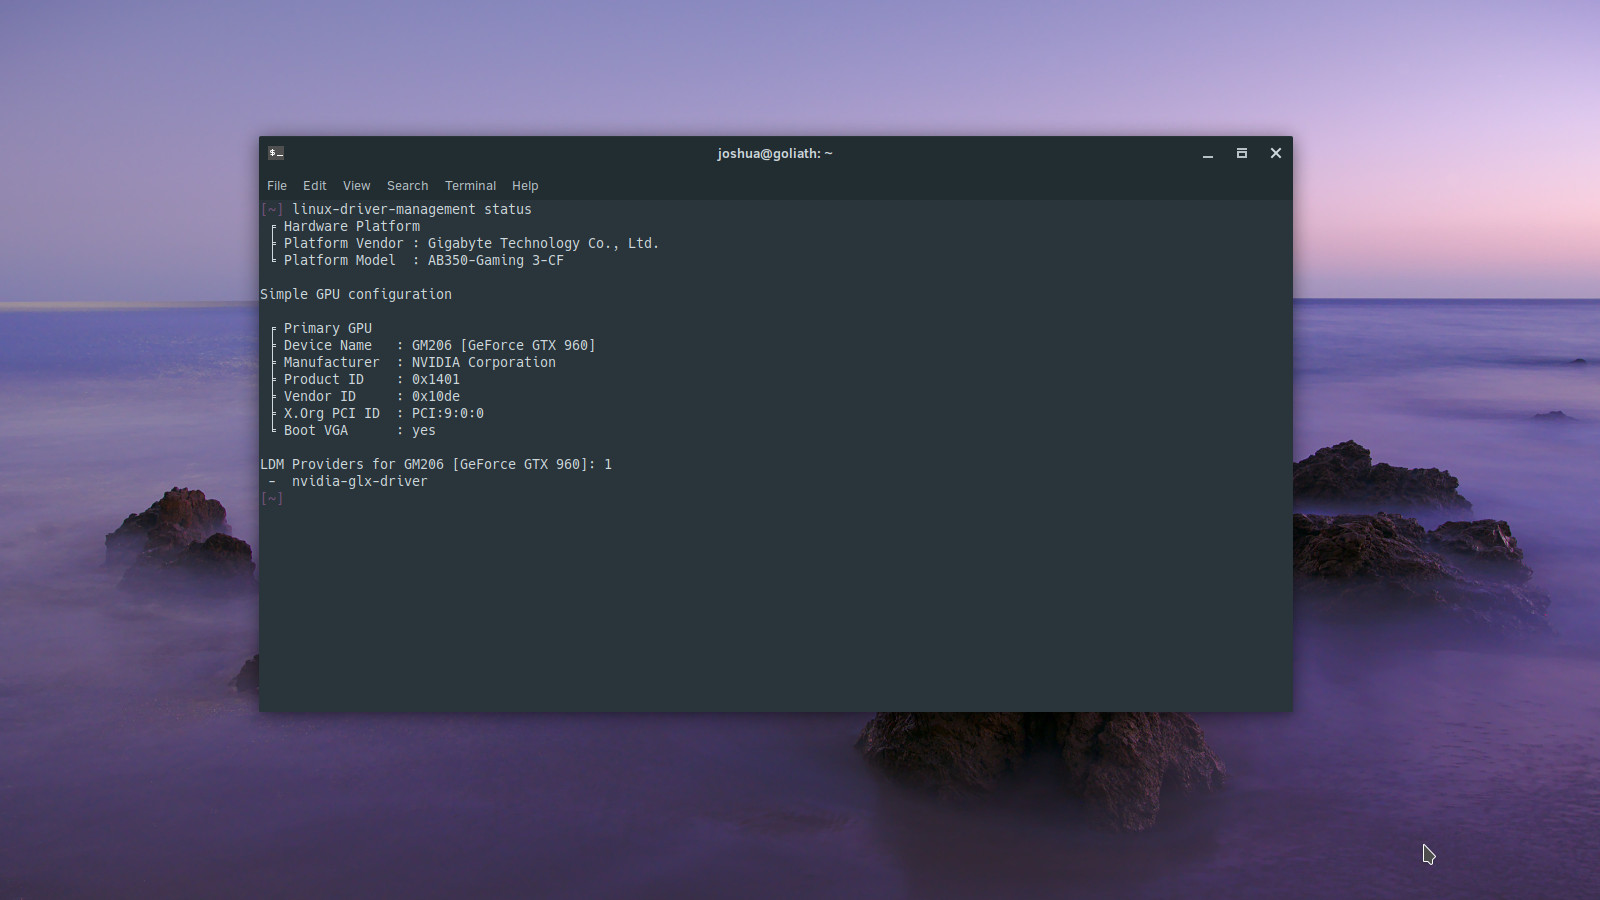 joshua@goliath: ~
File Edit View Search Terminal Help
[~] linux-driver-management status
Hardware Platform
Platform Vendor : Gigabyte Technology Co., Ltd.
Platform Model  : AB350-Gaming 3-CF
Simple GPU configuration
Primary GPU
Device Name   : GM206 [GeForce GTX 960]
Manufacturer  : NVIDIA Corporation
Product ID    : 0x1401
Vendor ID     : 0x10de
X.Org PCI ID  : PCI:9:0:0
Boot VGA      : yes
LDM Providers for GM206 [GeForce GTX 960]: 1
-  nvidia-glx-driver
[~]